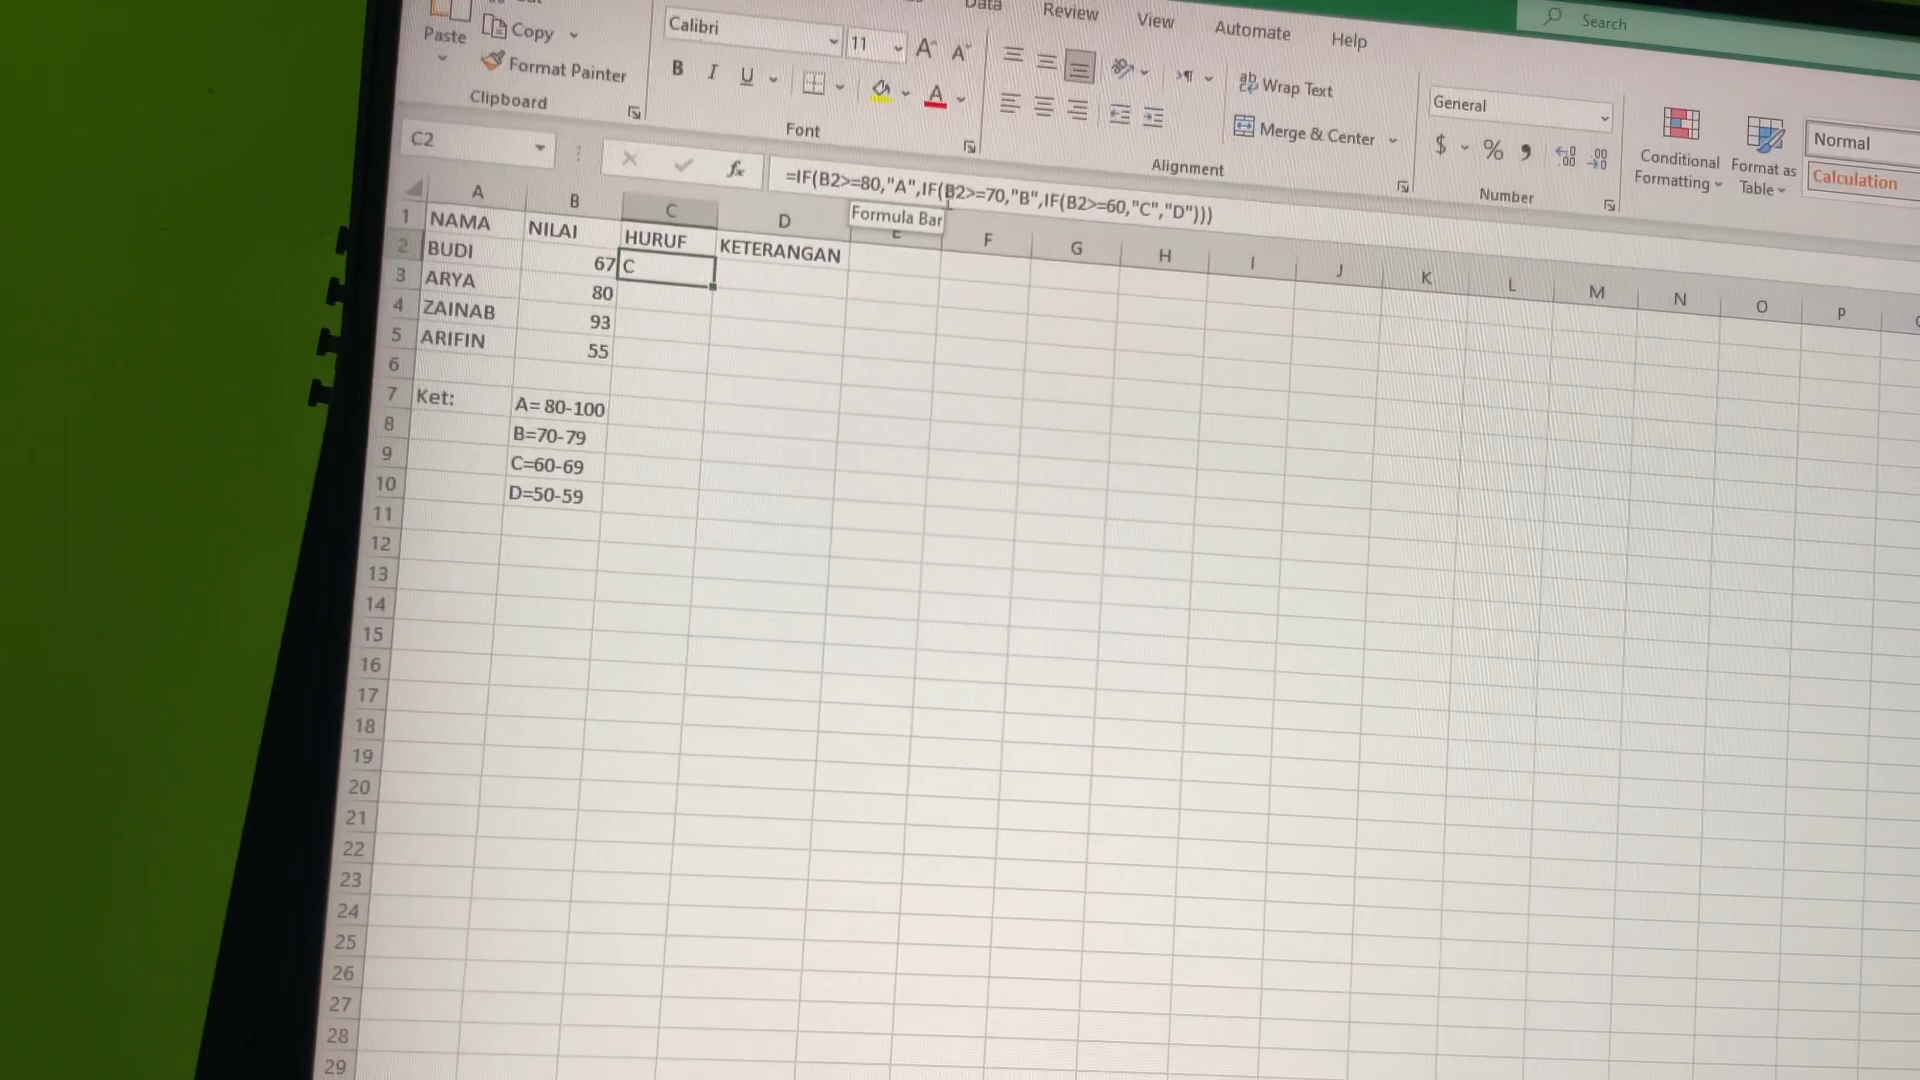 Data
Review
View
Automate
Help
Search
Paste
Copy
Format Painter
Clipboard
Calibri
11
B I U
Font
Wrap Text
Merge & Center
Alignment
General
$ % ,
Number
Conditional
Formatting
Format as
Table
Normal
Calculation
C2
fx
=IF(B2>=80,"A",IF(B2>=70,"B",IF(B2>=60,"C","D")))
Formula Bar
A B C D E F G H I J K L M N O P
1 NAMA NILAI HURUF KETERANGAN
2 BUDI 67 C
3 ARYA 80
4 ZAINAB 93
5 ARIFIN 55
6
7 Ket: A= 80-100
8 B=70-79
9 C=60-69
10 D=50-59
11
12
13
14
15
16
17
18
19
20
21
22
23
24
25
26
27
28
29